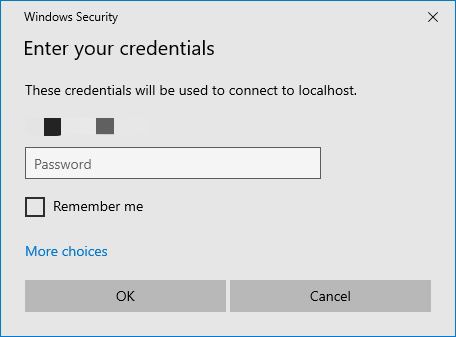 Windows Security
Enter your credentials
These credentials will be used to connect to localhost.
Password
Remember me
More choices
OK
Cancel